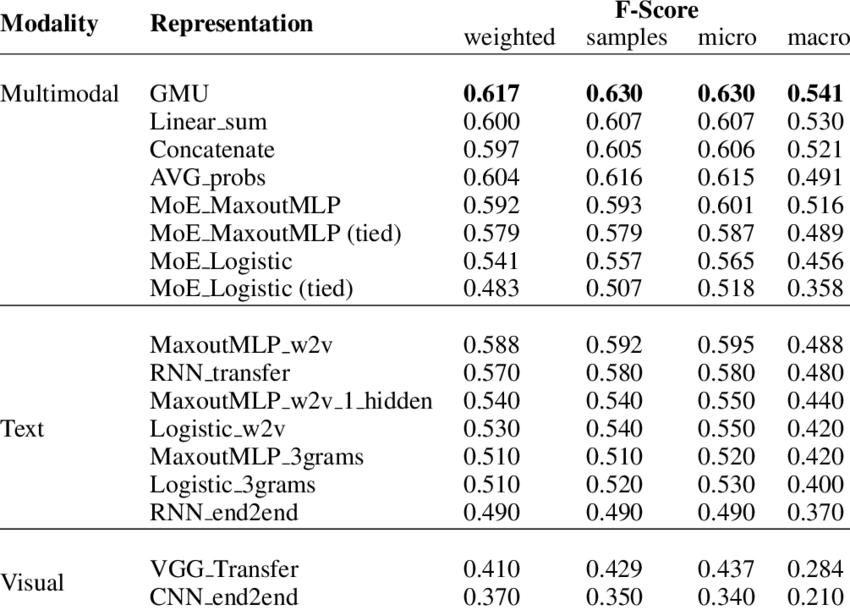 F-Score
Modality Representation weighted samples micro macro
Multimodal GMU 0.617 0.630 0.630 0.541
Linear_sum 0.600 0.607 0.607 0.530
Concatenate 0.597 0.605 0.606 0.521
AVG_probs 0.604 0.616 0.615 0.491
MoE_MaxoutMLP 0.592 0.593 0.601 0.516
MoE_MaxoutMLP (tied) 0.579 0.579 0.587 0.489
MoE_Logistic 0.541 0.557 0.565 0.456
MoE_Logistic (tied) 0.483 0.507 0.518 0.358
MaxoutMLP_w2v 0.588 0.592 0.595 0.488
RNN_transfer 0.570 0.580 0.580 0.480
MaxoutMLP_w2v_1_hidden 0.540 0.540 0.550 0.440
Text Logistic_w2v 0.530 0.540 0.550 0.420
MaxoutMLP_3grams 0.510 0.510 0.520 0.420
Logistic_3grams 0.510 0.520 0.530 0.400
RNN_end2end 0.490 0.490 0.490 0.370
Visual VGG_Transfer 0.410 0.429 0.437 0.284
CNN_end2end 0.370 0.350 0.340 0.210